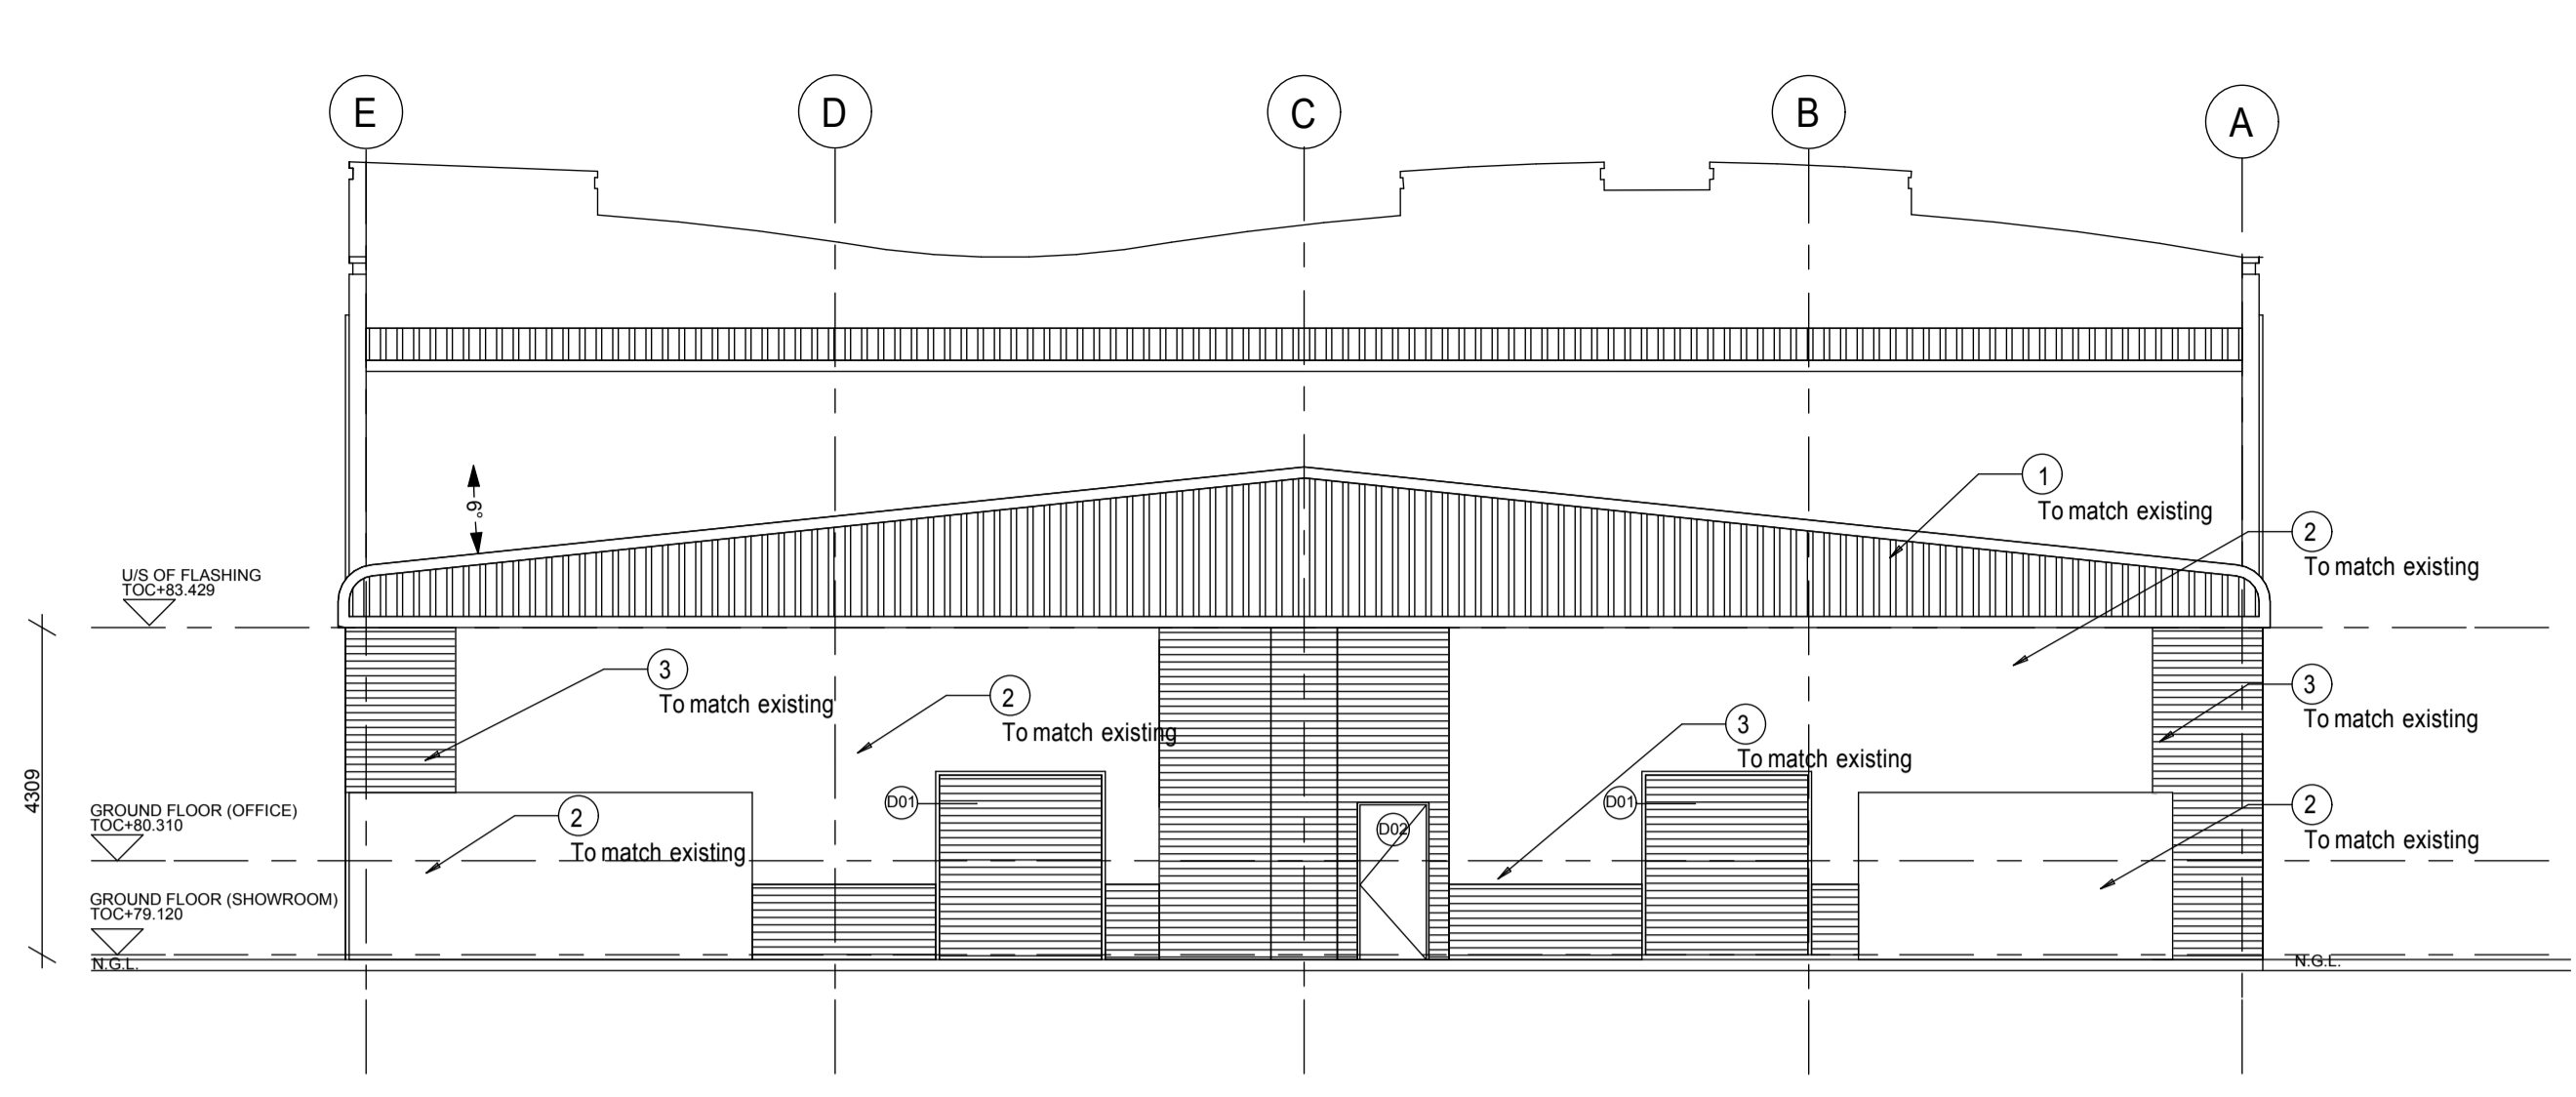 E
D
C
B
A
6°
1
To match existing
2
To match existing
U/S OF FLASHING
TOC+83.429
3
To match existing
2
To match existing
3
To match existing
3
To match existing
4309
GROUND FLOOR (OFFICE)
TOC+80.310
2
To match existing
D01
D02
D01
2
To match existing
GROUND FLOOR (SHOWROOM)
TOC+79.120
N.G.L.
N.G.L.